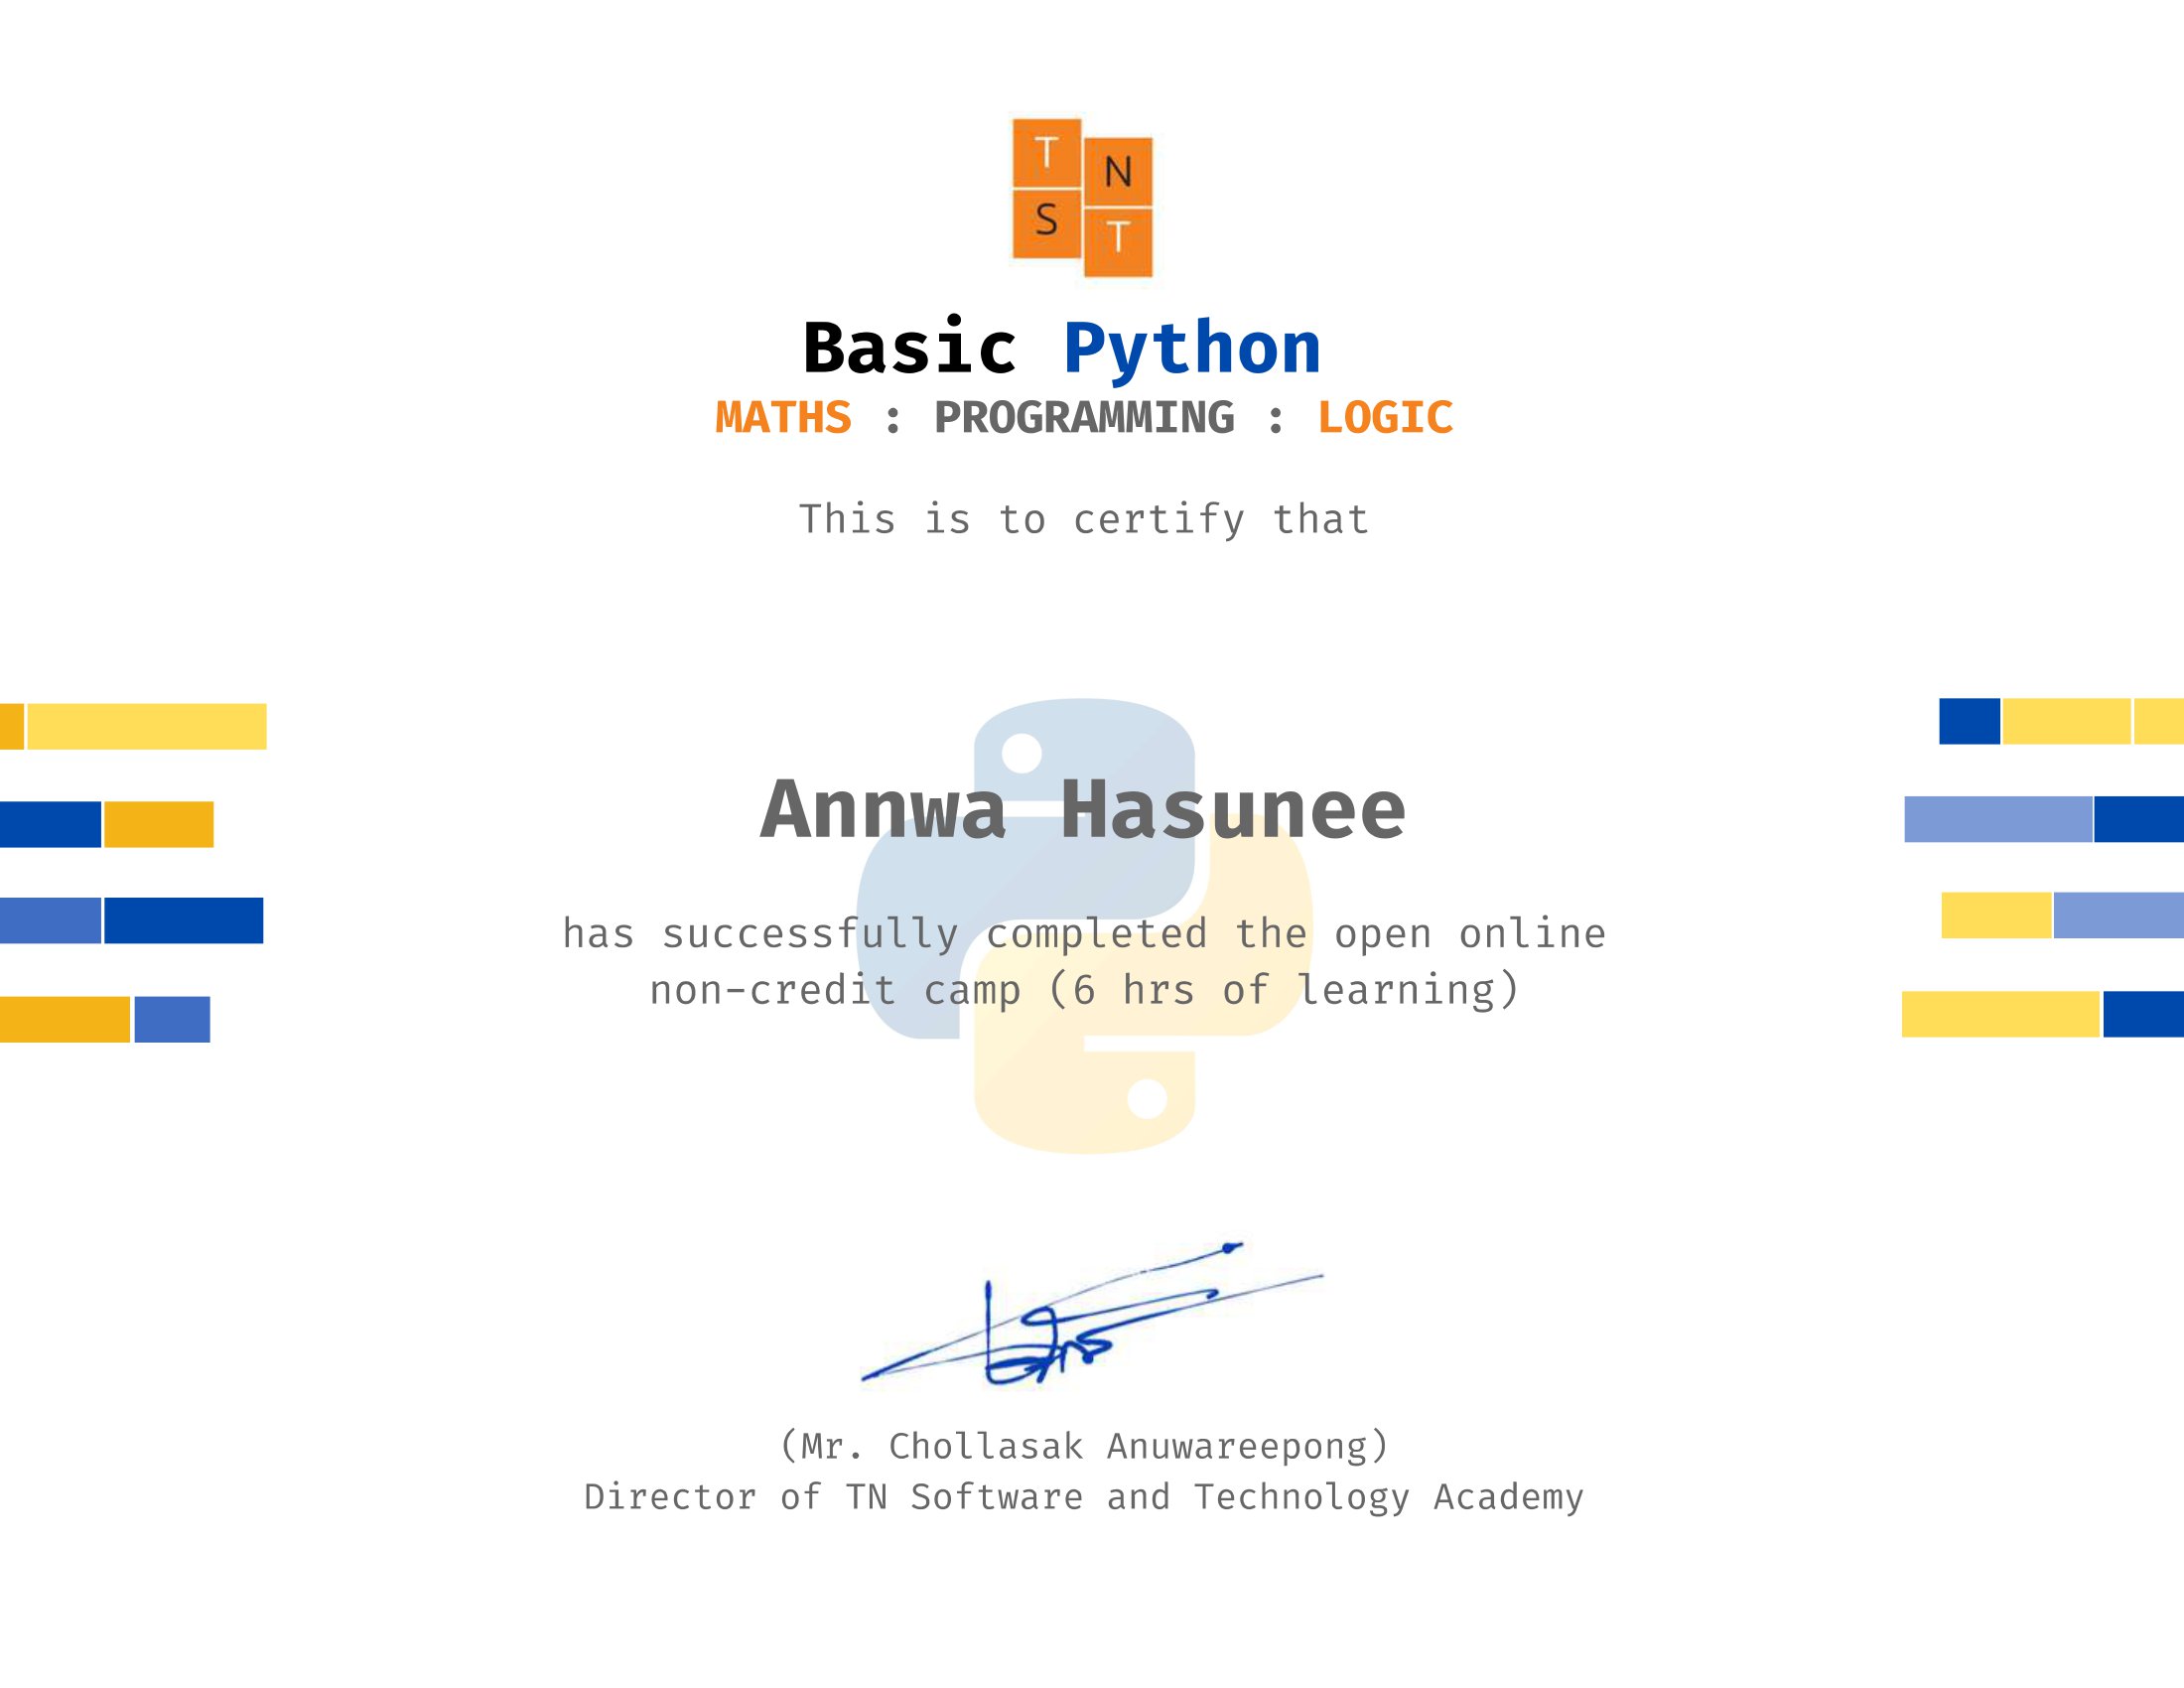 T N
S T
Basic Python
MATHS : PROGRAMMING : LOGIC
This is to certify that
Annwa Hasunee
has successfully completed the open online
non-credit camp (6 hrs of learning)
(Mr. Chollasak Anuwareepong)
Director of TN Software and Technology Academy